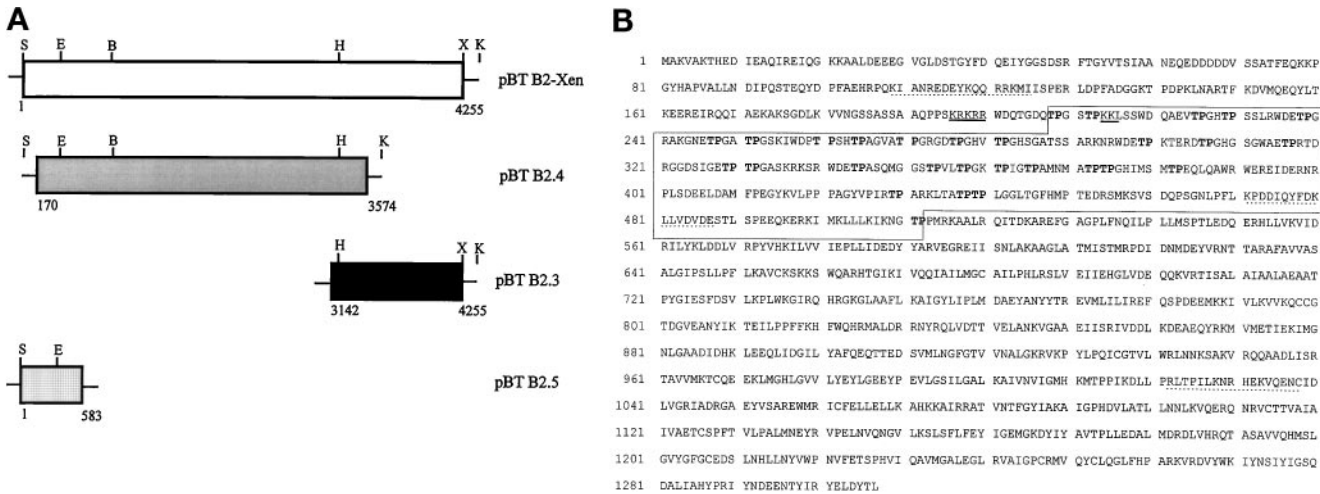 A
S E B H X K
pBT B2-Xen
1 4255
S E B H K
pBT B2.4
170 3574
H X K
pBT B2.3
3142 4255
S E
pBT B2.5
1 583
B
1 MAKVAKTHED IEAQIREIQG KKAALDEEEG VGLDSTGYFD QEIYGGSDSR FTGYVTSIAA NEQEDDDDDV SSATFEQKKP
81 GYHAPVALLN DIPQSTEQYD PFAEHRPQKI ANREDEYKQQ RRKMIISPER LDPFADGGKT PDPKLNARTF KDVMQEQYLT
161 KEEREIRQQI AEKAKSGDLK VVNGSSASSA AQPPSKRKRR WDQTGDQTPG STPKKLSSWD QAEVTPGHTP SSLRWDETPG
241 RAKGNETPGA TPGSKIWDPT PSHTPAGVAT PGRGDTPGHV TPGHSGATSS ARKNRWDETP KTERDTPGHG SGWAETPRTD
321 RGGDSIGETP TPGASKRKSR WDETPASQMG GSTPVLTPGK TPIGTPAMNM ATPTPGHIMS MTPEQLQAWR WEREIDERNR
401 PLSDEELDAM FPEGYKVLPP PAGYVPIRTP ARKLTATPTP LGGLTGFHMP TEDRSMKSVS DQPSGNLPFL KPDDIQYFDK
481 LLVDVDESTL SPEEQKERKI MKLLLKIKNG TPPMRKAALR QITDKAREFG AGPLFNQILP LLMSPTLEDQ ERHLLVKVID
561 RILYKLDDLV RPYVHKILVV IEPLLIDEDY YARVEGREII SNLAKAAGLA TMISTMRPDI DNMDEYVRNT TARAFAVVAS
641 ALGIPSLLPF LKAVCKSKKS WQARHTGIKI VQQIAILMGC AILPHLRSLV EIIEHGLVDE QQKVRTISAL AIAALAEAAT
721 PYGIESFDSV LKPLWKGIRQ HRGKGLAAFL KAIGYLIPLM DAEYANYYTR EVMLILIREF QSPDEEMKKI VLKVVKQCCG
801 TDGVEANYIK TEILPPFFKH FWQHRMALDR RNYRQLVDTT VELANKVGAA EIISRIVDDL KDEAEQYRKM VMETIEKIMG
881 NLGAADIDHK LEEQLIDGIL YAFQEQTTED SVMLNGFGTV VNALGKRVKP YLPQICGTVL WRLNNKSAKV RQQAADLISR
961 TAVVMKTCQE EKLMGHLGVV LYEYLGEEYP EVLGSILGAL KAIVNVIGMH KMTPPIKDLL PRLTPILKNR HEKVQENCID
1041 LVGRIADRGA EYVSAREWMR ICFELLELLK AHKKAIRRAT VNTFGYIAKA IGPHDVLATL LNNLKVQERQ NRVCTTVAIA
1121 IVAETCSPFT VLPALMNEYR VPELNVQNGV LKSLSFLFEY IGEMGKDYIY AVTPLLEDAL MDRDLVHRQT ASAVVQHMSL
1201 GVYGFGCEDS LNHLLNYVWP NVFETSPHVI QAVMGALEGL RVAIGPCRMV QYCLQGLFHP ARKVRDVYWK IYNSIYIGSQ
1281 DALIAHYPRI YNDEENTYIR YELDYTL